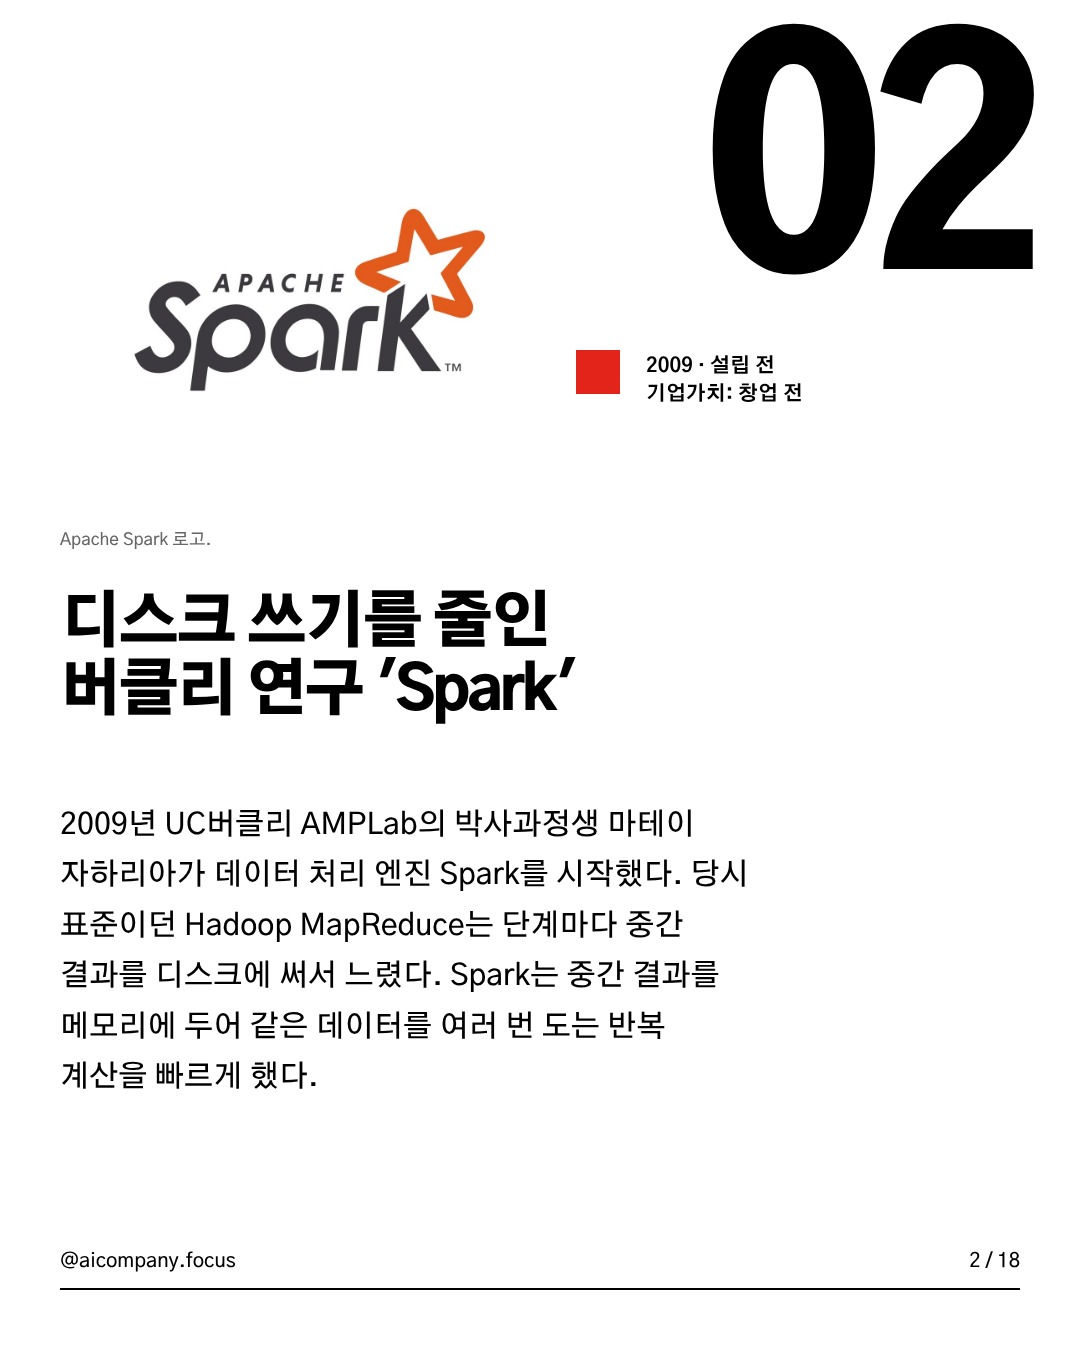 02
APACHE
Spark™
2009 · 설립 전
기업가치: 창업 전
Apache Spark 로고.
디스크 쓰기를 줄인
버클리 연구 ′Spark′
2009년 UC버클리 AMPLab의 박사과정생 마테이
자하리아가 데이터 처리 엔진 Spark를 시작했다. 당시
표준이던 Hadoop MapReduce는 단계마다 중간
결과를 디스크에 써서 느렸다. Spark는 중간 결과를
메모리에 두어 같은 데이터를 여러 번 도는 반복
계산을 빠르게 했다.
@aicompany.focus
2 / 18